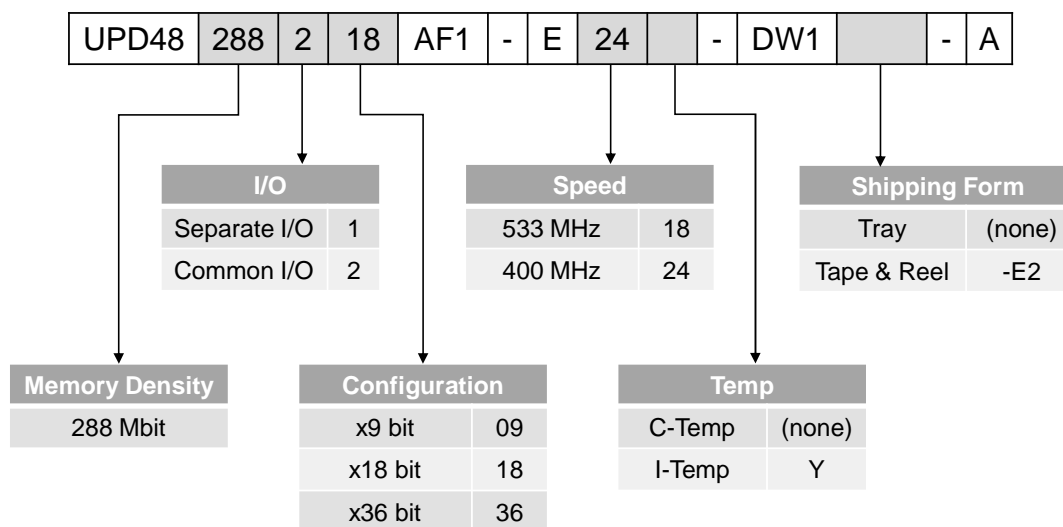 UPD48 288 2 18 AF1 - E 24 - DW1 - A
I/O
Separate I/O 1
Common I/O 2
Speed
533 MHz 18
400 MHz 24
Shipping Form
Tray (none)
Tape & Reel -E2
Memory Density
288 Mbit
Configuration
x9 bit 09
x18 bit 18
x36 bit 36
Temp
C-Temp (none)
I-Temp Y